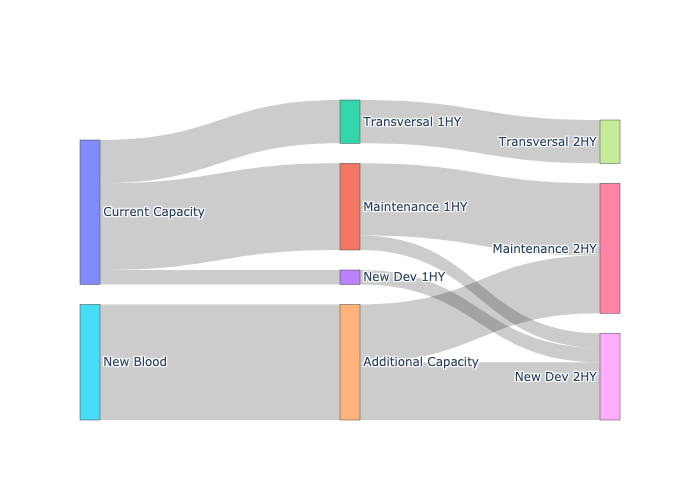 Transversal 1HY
Transversal 2HY
Current Capacity
Maintenance 1HY
Maintenance 2HY
New Dev 1HY
New Blood
Additional Capacity
New Dev 2HY